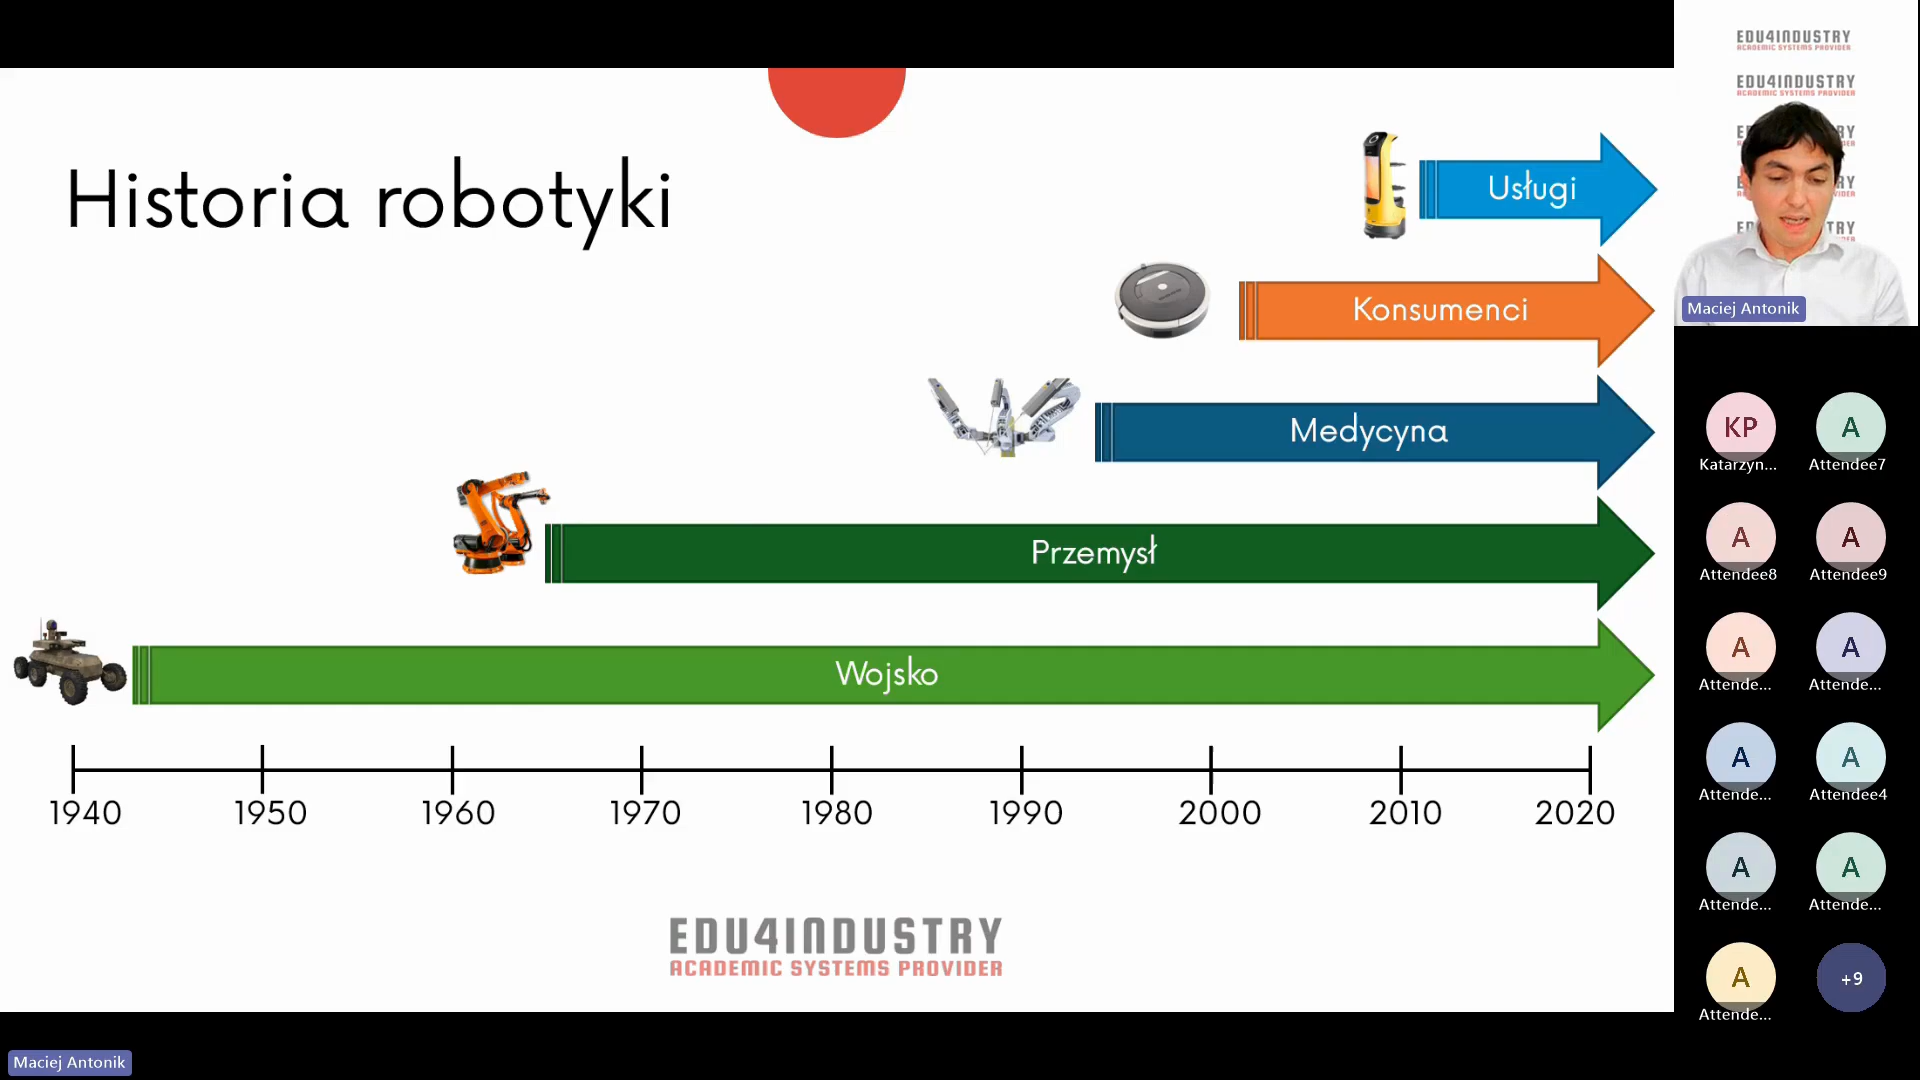 Historia robotyki
Usługi
Konsumenci
Medycyna
Przemysł
Wojsko
1940 1950 1960 1970 1980 1990 2000 2010 2020
EDU4INDUSTRY
ACADEMIC SYSTEMS PROVIDER
Maciej Antonik
EDU4INDUSTRY
ACADEMIC SYSTEMS PROVIDER
EDU4INDUSTRY
ACADEMIC SYSTEMS PROVIDER
Maciej Antonik
KP A
Katarzyn... Attendee7
A A
Attendee8 Attendee9
A A
Attende... Attende...
A A
Attende... Attendee4
A A
Attende... Attende...
A +9
Attende...